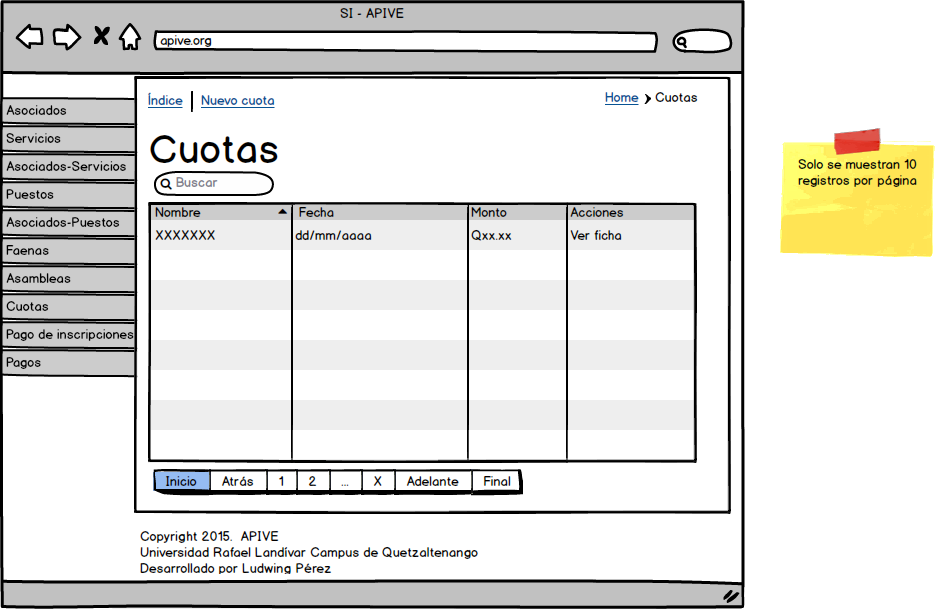 SI - APIVE
apive.org
Asociados
Servicios
Asociados-Servicios
Puestos
Asociados-Puestos
Faenas
Asambleas
Cuotas
Pago de inscripciones
Pagos
Índice Nuevo cuota
Home Cuotas
Cuotas
Buscar
Nombre Fecha Monto Acciones
XXXXXXX dd/mm/aaaa Qxx.xx Ver ficha
Inicio Atrás 1 2 ... X Adelante Final
Copyright 2015. APIVE
Universidad Rafael Landívar Campus de Quetzaltenango
Desarrollado por Ludwing Pérez
Solo se muestran 10
registros por página